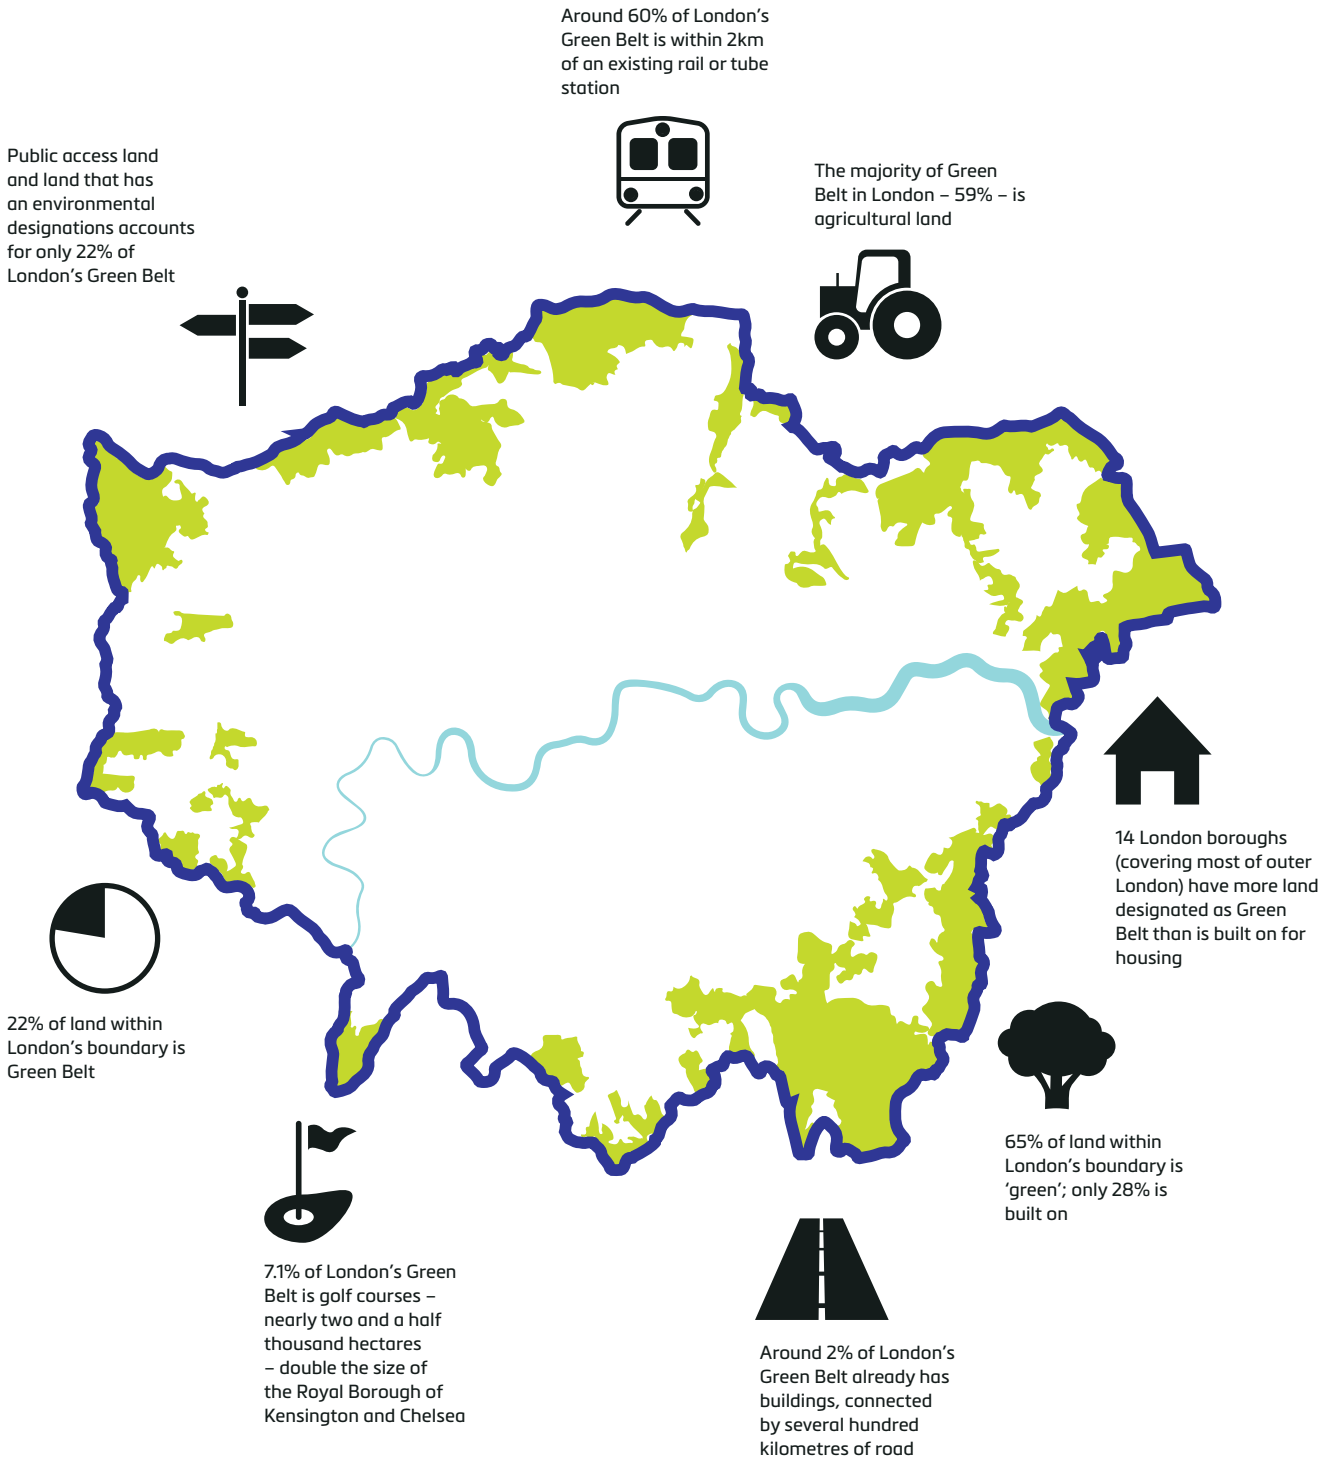 Around 60% of London's
Green Belt is within 2km
of an existing rail or tube
station
Public access land
and land that has
an environmental
designations accounts
for only 22% of
London's Green Belt
The majority of Green
Belt in London – 59% – is
agricultural land
14 London boroughs
(covering most of outer
London) have more land
designated as Green
Belt than is built on for
housing
22% of land within
London's boundary is
Green Belt
65% of land within
London's boundary is
'green'; only 28% is
built on
7.1% of London's Green
Belt is golf courses –
nearly two and a half
thousand hectares
– double the size of
the Royal Borough of
Kensington and Chelsea
Around 2% of London's
Green Belt already has
buildings, connected
by several hundred
kilometres of road